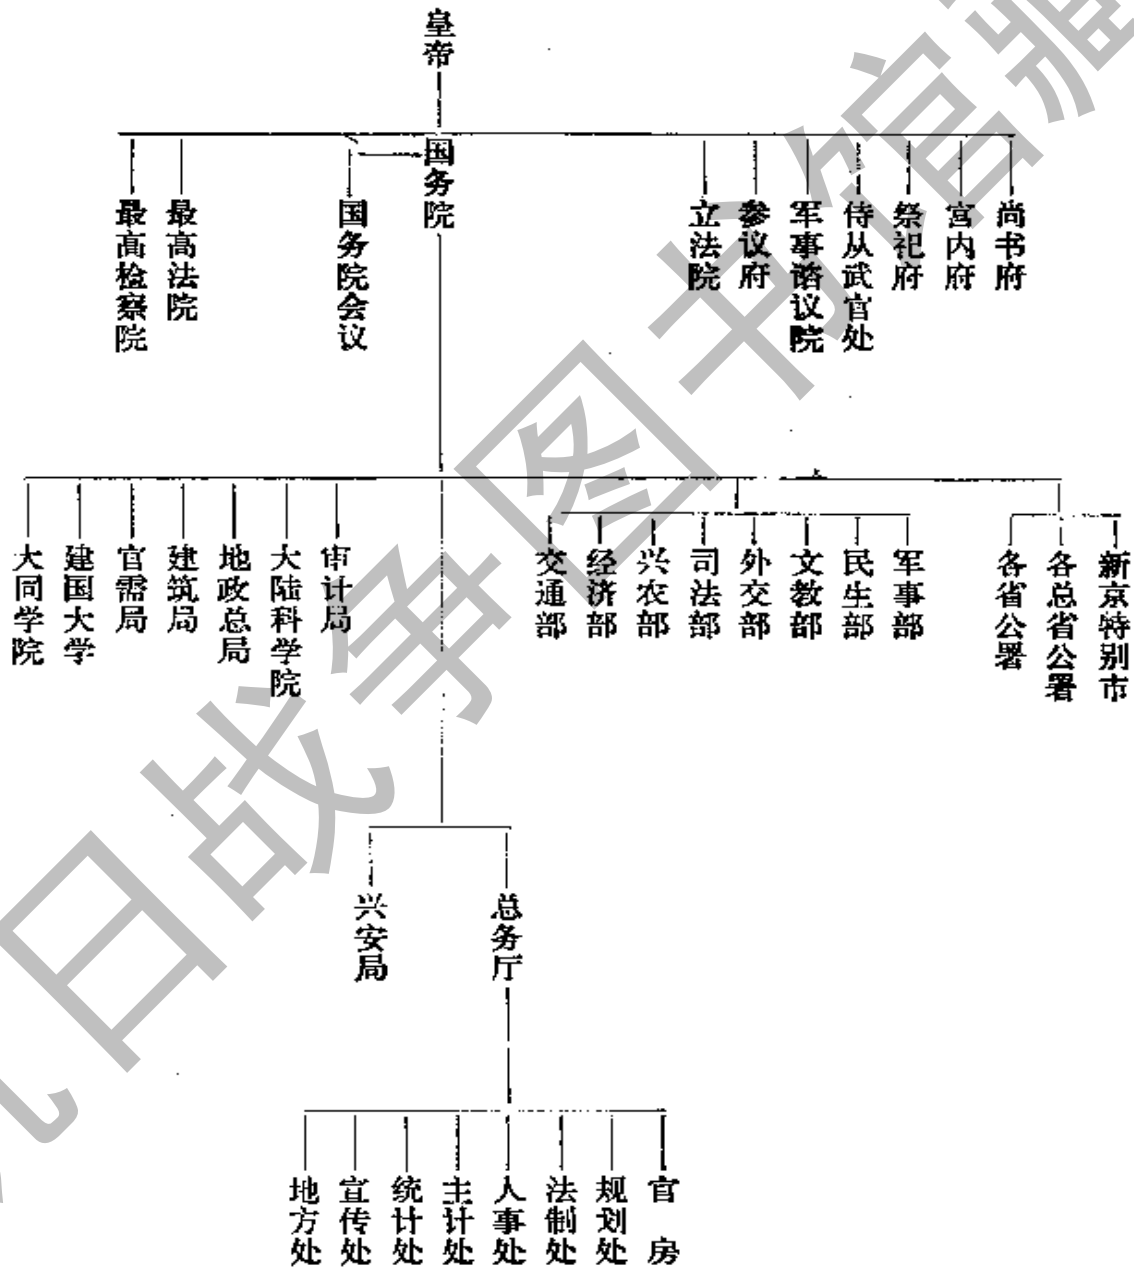 皇帝
国务院
最高检察院
最高法院
国务院会议
立法院
参议府
军事谘议院
侍从武官处
祭祀府
宫内府
尚书府
大同学院
建国大学
官需局
建筑局
地政总局
大陆科学院
审计局
交通部
经济部
兴农部
司法部
外交部
文教部
民生部
军事部
各省公署
各总省公署
新京特别市
兴安局
总务厅
地方处
宣传处
统计处
主计处
人事处
法制处
规划处
官房
日战争图书馆藏